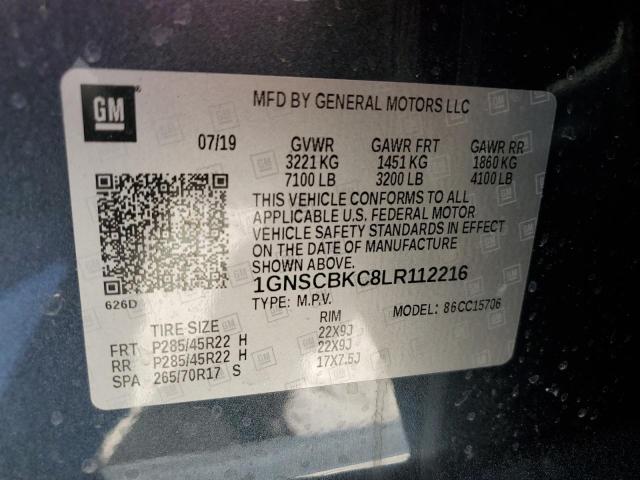 GM
MFD BY GENERAL MOTORS LLC
07/19 GVWR GAWR FRT GAWR RR
3221 KG 1451 KG 1860 KG
7100 LB 3200 LB 4100 LB
THIS VEHICLE CONFORMS TO ALL
APPLICABLE U.S. FEDERAL MOTOR
VEHICLE SAFETY STANDARDS IN EFFECT
ON THE DATE OF MANUFACTURE
SHOWN ABOVE.
1GNSCBKC8LR112216
626D
TYPE: M.P.V. MODEL: 86CC15706
TIRE SIZE RIM
FRT P285/45R22 H 22X9J
RR P285/45R22 H 22X9J
SPA 265/70R17 S 17X7.5J